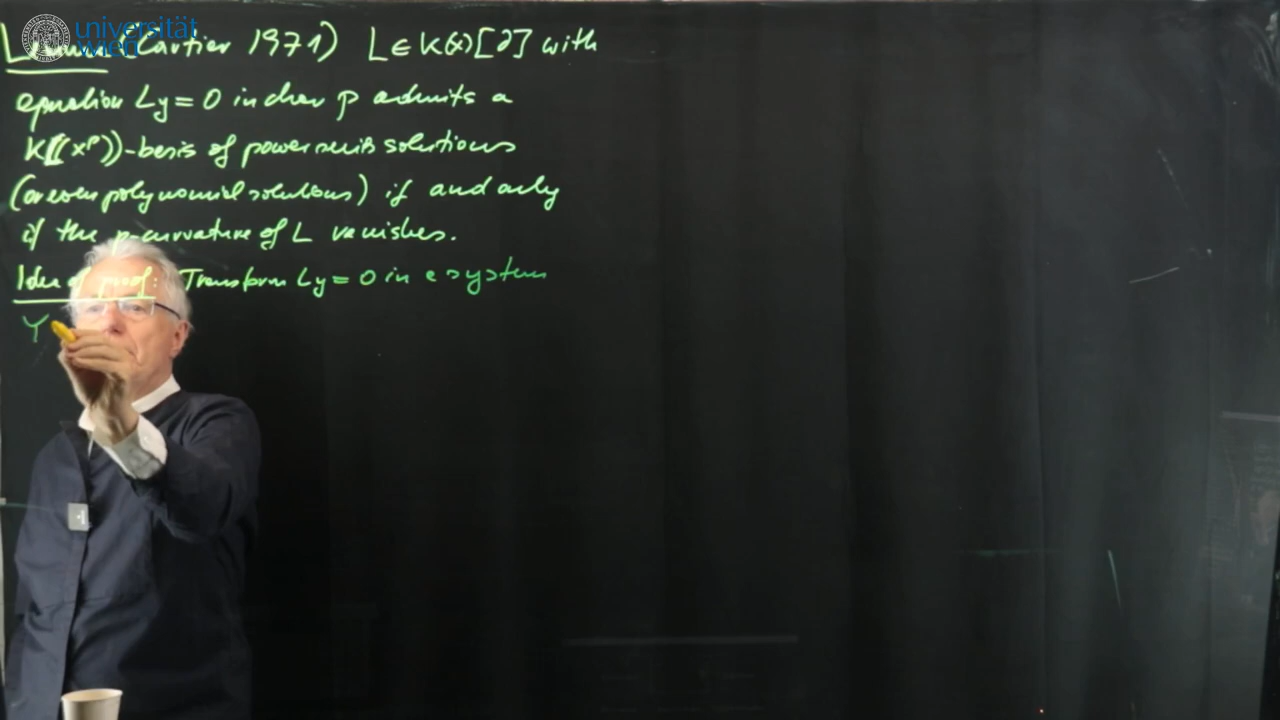 universität
wien
Lemma (Cartier 1971) L ∈ K(x)[∂] with
equation Ly = 0 in char p admits a
K((x^p))-basis of power series solutions
(or even polynomial solutions) if and only
if the p-curvature of L vanishes.
Idea of proof: Transform Ly = 0 in a system
Y